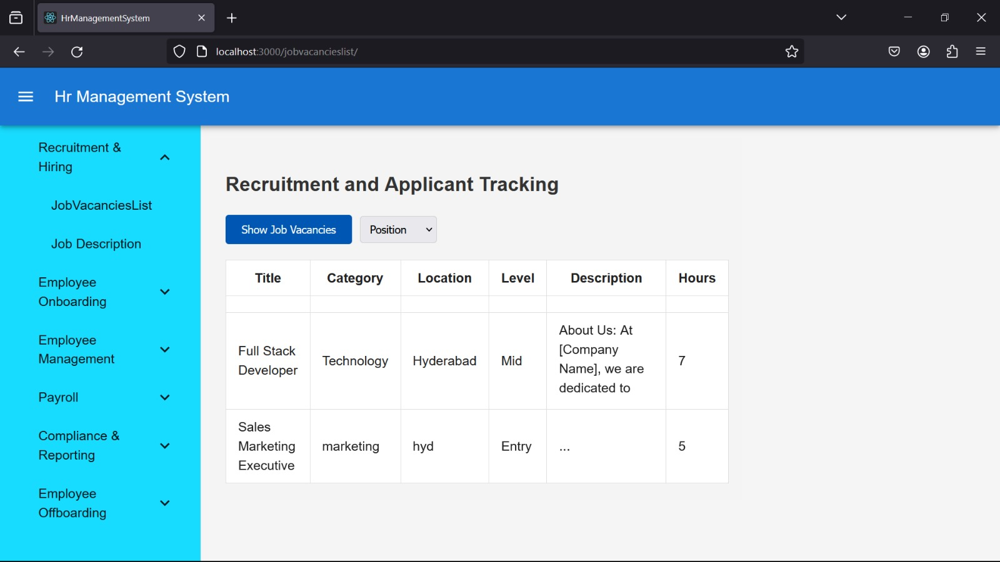 HrManagementSystem
localhost:3000/jobvacancieslist/
Hr Management System
Recruitment &
Hiring
JobVacanciesList
Job Description
Employee
Onboarding
Employee
Management
Payroll
Compliance &
Reporting
Employee
Offboarding
Recruitment and Applicant Tracking
Show Job Vacancies
Position
Title Category Location Level Description Hours
Full Stack
Developer
Technology
Hyderabad
Mid
About Us: At
[Company
Name], we are
dedicated to
7
Sales
Marketing
Executive
marketing
hyd
Entry
...
5